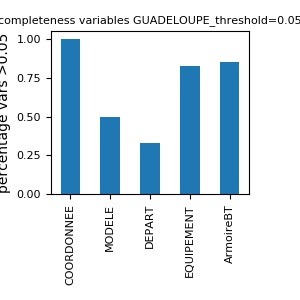 completeness variables GUADELOUPE_threshold=0.05
percentage vars >0.05
1.00
0.75
0.50
0.25
0.00
COORDONNEE
MODELE
DEPART
EQUIPEMENT
ArmoireBT